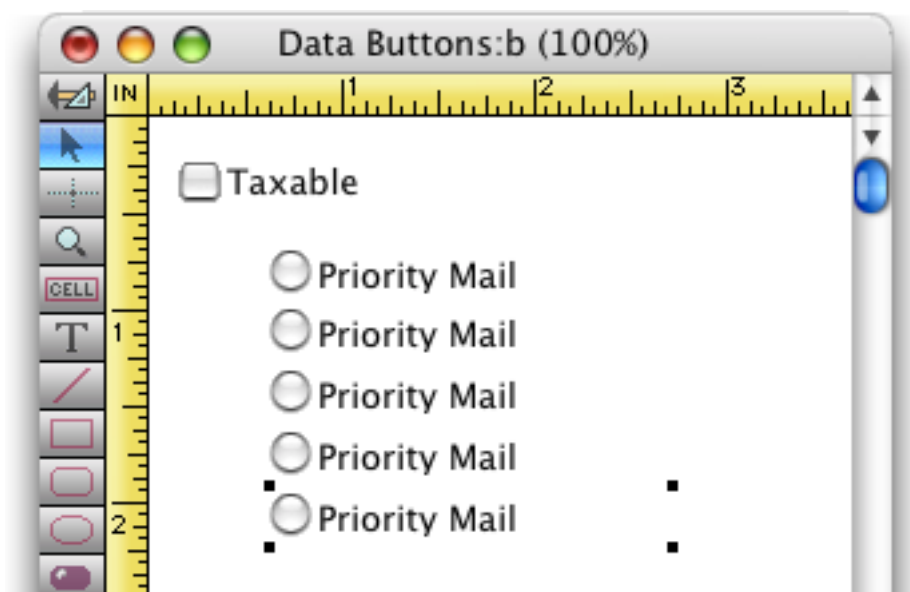 Data Buttons:b (100%)
IN 1 2 3
Taxable
Priority Mail
CELL
1 Priority Mail
T
Priority Mail
Priority Mail
2 Priority Mail